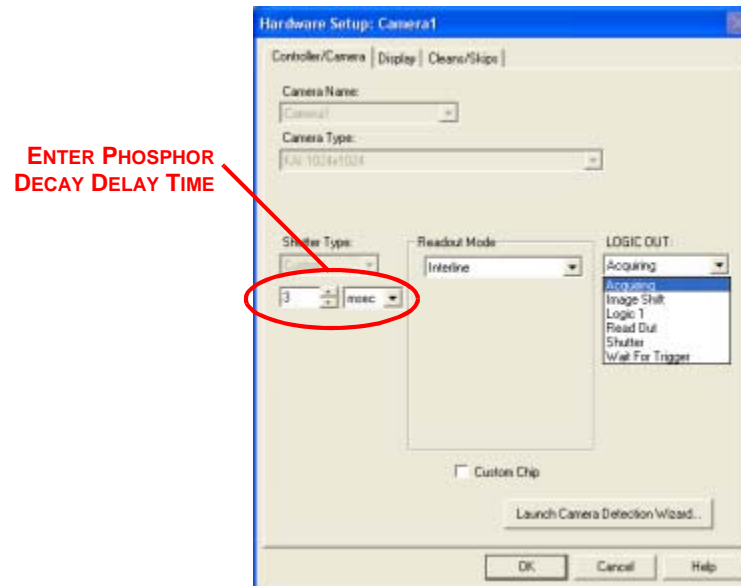 Hardware Setup: Camera1
Controller/Camera
Display
Cleans/Skips
Camera Name:
Camera1
Camera Type:
KAI 1024x1024
ENTER PHOSPHOR
DECAY DELAY TIME
Shutter Type:
Readout Mode
LOGIC OUT:
Interline
Acquiring
3
msec
Acquiring
Image Shift
Logic 1
Read Out
Shutter
Wait For Trigger
Custom Chip
Launch Camera Detection Wizard...
OK
Cancel
Help